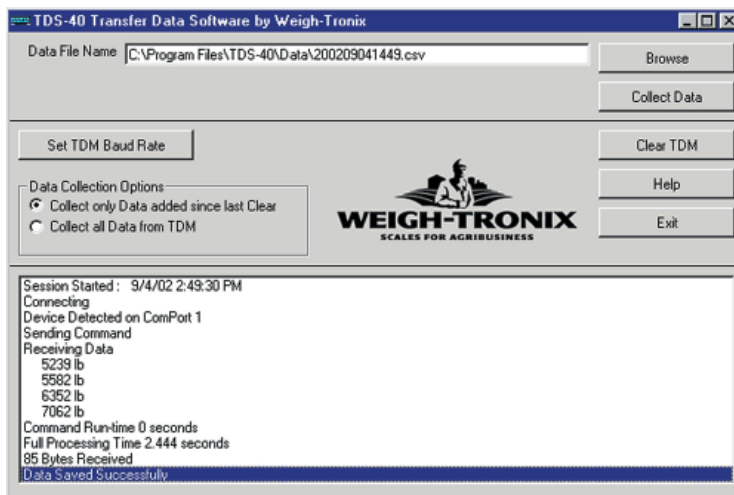 TDS-40 Transfer Data Software by Weigh-Tronix
Data File Name C:\Program Files\TDS-40\Data\200209041449.csv
Browse
Collect Data
Set TDM Baud Rate
Clear TDM
Data Collection Options
Collect only Data added since last Clear
Collect all Data from TDM
Help
Exit
WEIGH-TRONIX
SCALES FOR AGRIBUSINESS
Session Started : 9/4/02 2:49:30 PM
Connecting
Device Detected on ComPort 1
Sending Command
Receiving Data
5239 lb
5582 lb
6352 lb
7062 lb
Command Run-time 0 seconds
Full Processing Time 2.444 seconds
85 Bytes Received
Data Saved Successfully